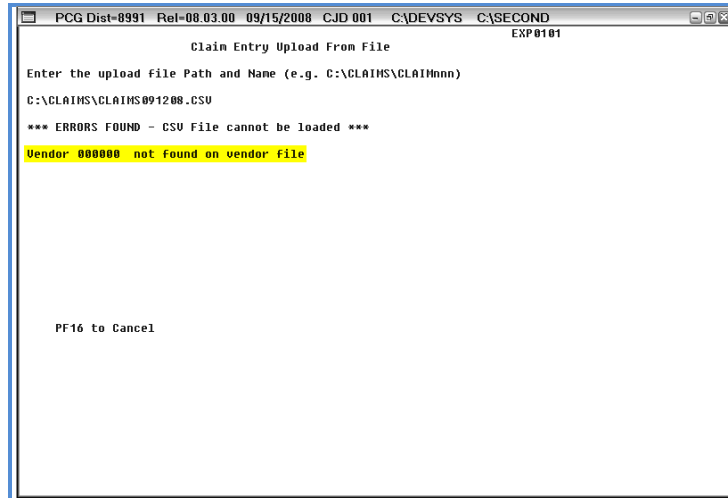 PCG Dist=8991 Rel=08.03.00 09/15/2008 CJD 001 C:\DEVSYS C:\SECOND
EXP0101
Claim Entry Upload From File
Enter the upload file Path and Name (e.g. C:\CLAIMS\CLAIMnnn)
C:\CLAIMS\CLAIMS091208.CSV
*** ERRORS FOUND - CSV File cannot be loaded ***
Vendor 000000 not found on vendor file
PF16 to Cancel